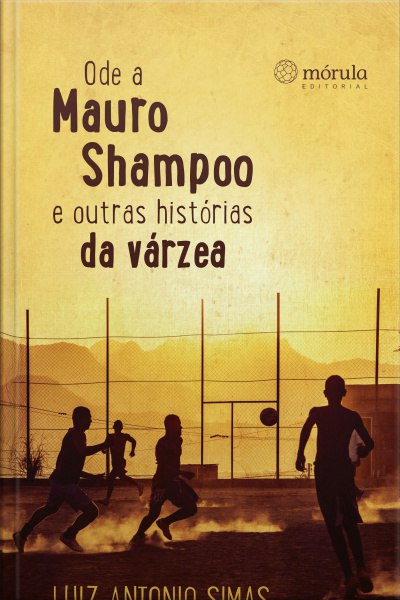 mórula
EDITORIAL
Ode a
Mauro
Shampoo
e outras histórias
da várzea
LUIZ ANTONIO SIMAS